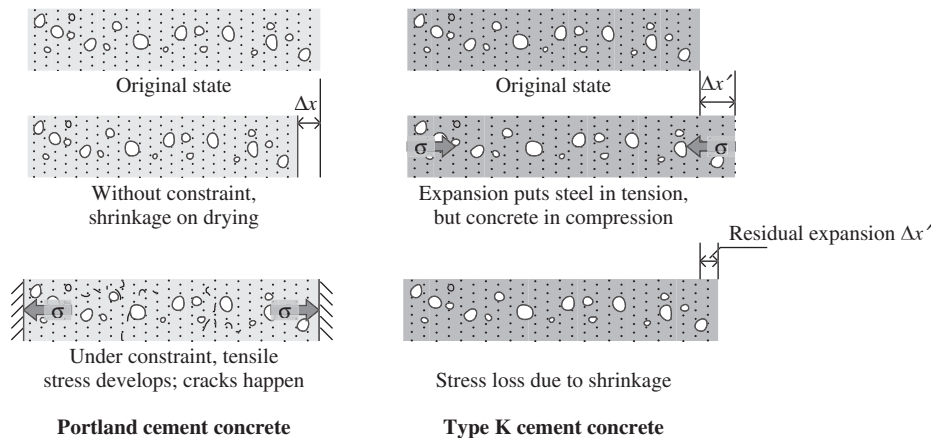 Original state
Δx
Without constraint,
shrinkage on drying
σ σ
Under constraint, tensile
stress develops; cracks happen
Portland cement concrete
Original state
Δx′
σ σ
Expansion puts steel in tension,
but concrete in compression
Residual expansion Δx′
Stress loss due to shrinkage
Type K cement concrete